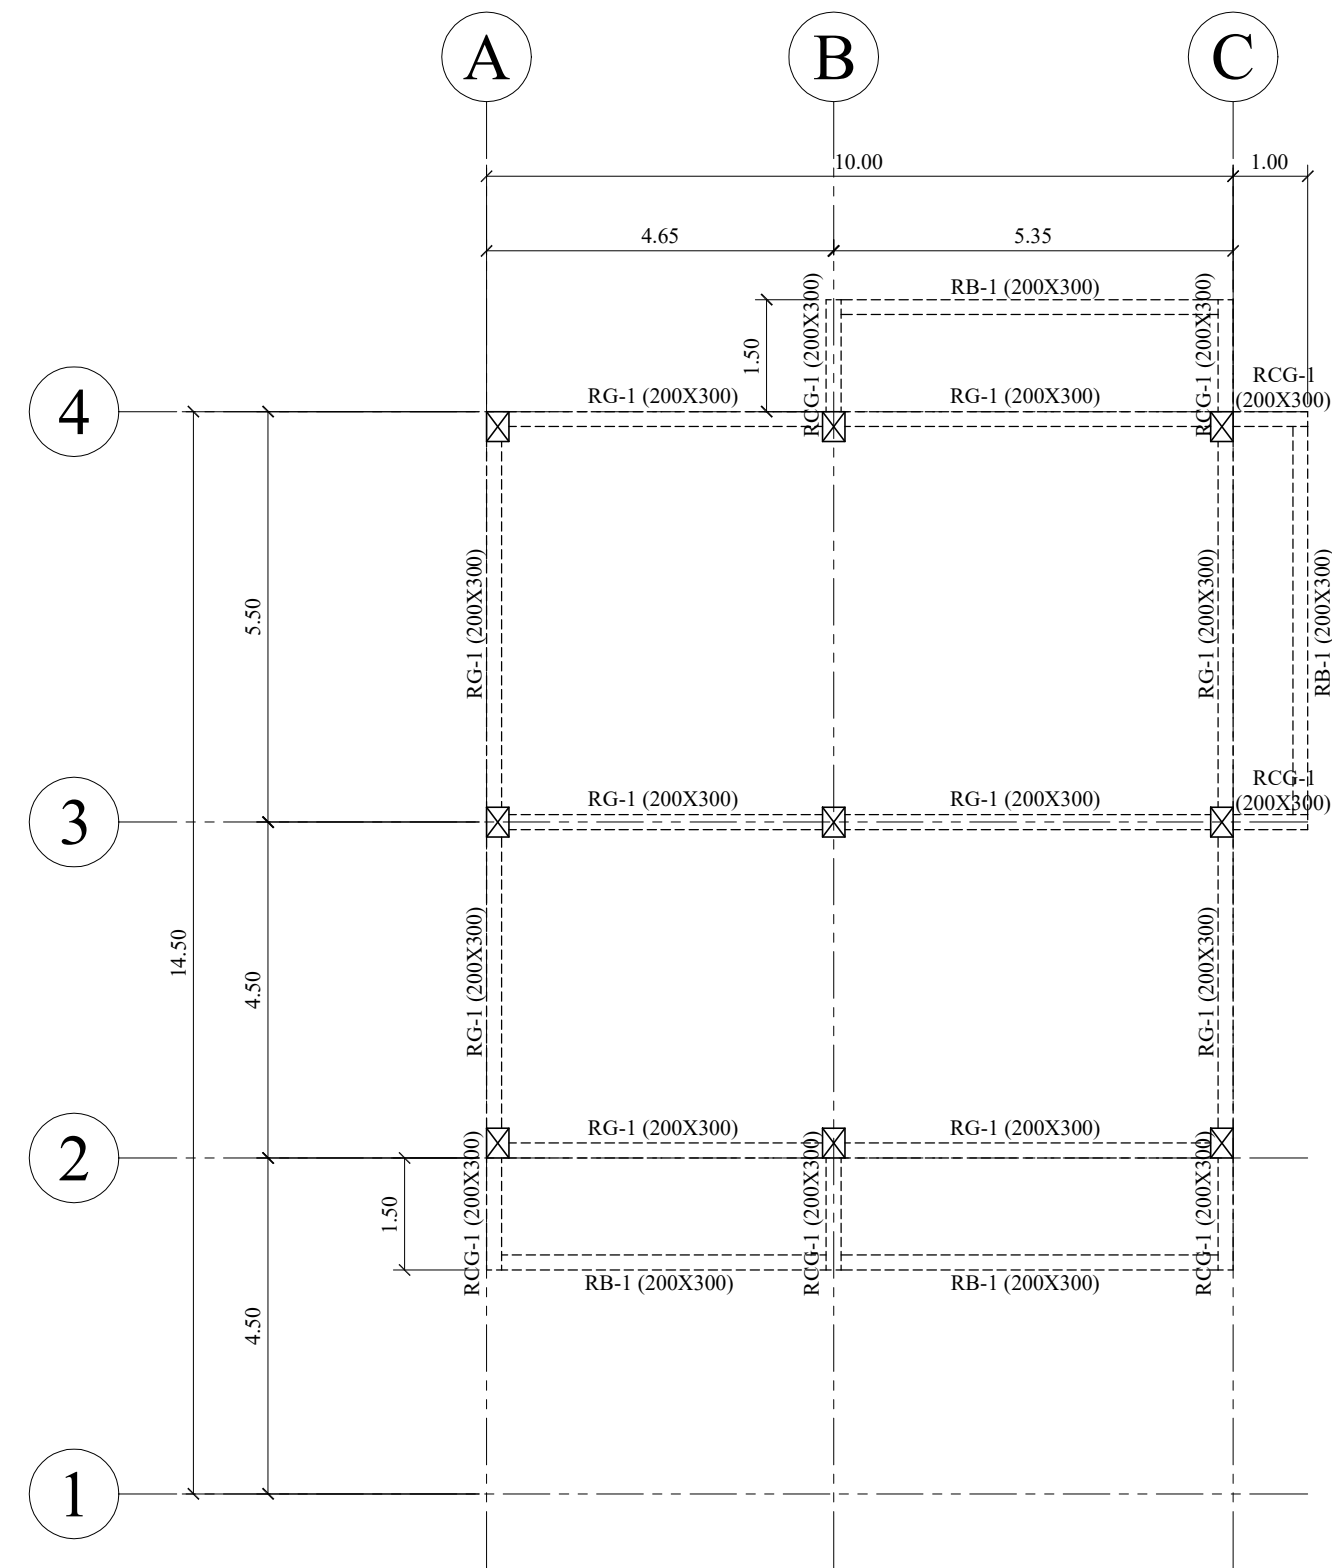 A
B
C
10.00
1.00
4.65
5.35
RB-1 (200X300)
RCG-1 (200X300)
RCG-1 (200X300)
1.50
RCG-1
(200X300)
RG-1 (200X300)
RG-1 (200X300)
4
RG-1 (200X300)
RG-1 (200X300)
RB-1 (200X300)
5.50
RCG-1
(200X300)
RG-1 (200X300)
RG-1 (200X300)
3
14.50
4.50
RG-1 (200X300)
RG-1 (200X300)
RG-1 (200X300)
RG-1 (200X300)
2
1.50
RCG-1 (200X300)
RCG-1 (200X300)
RCG-1 (200X300)
RB-1 (200X300)
RB-1 (200X300)
4.50
1